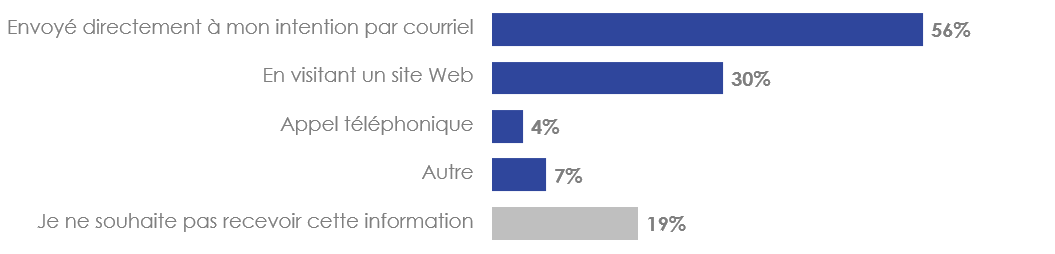 Envoyé directement à mon intention par courriel 56%
En visitant un site Web 30%
Appel téléphonique 4%
Autre 7%
Je ne souhaite pas recevoir cette information 19%